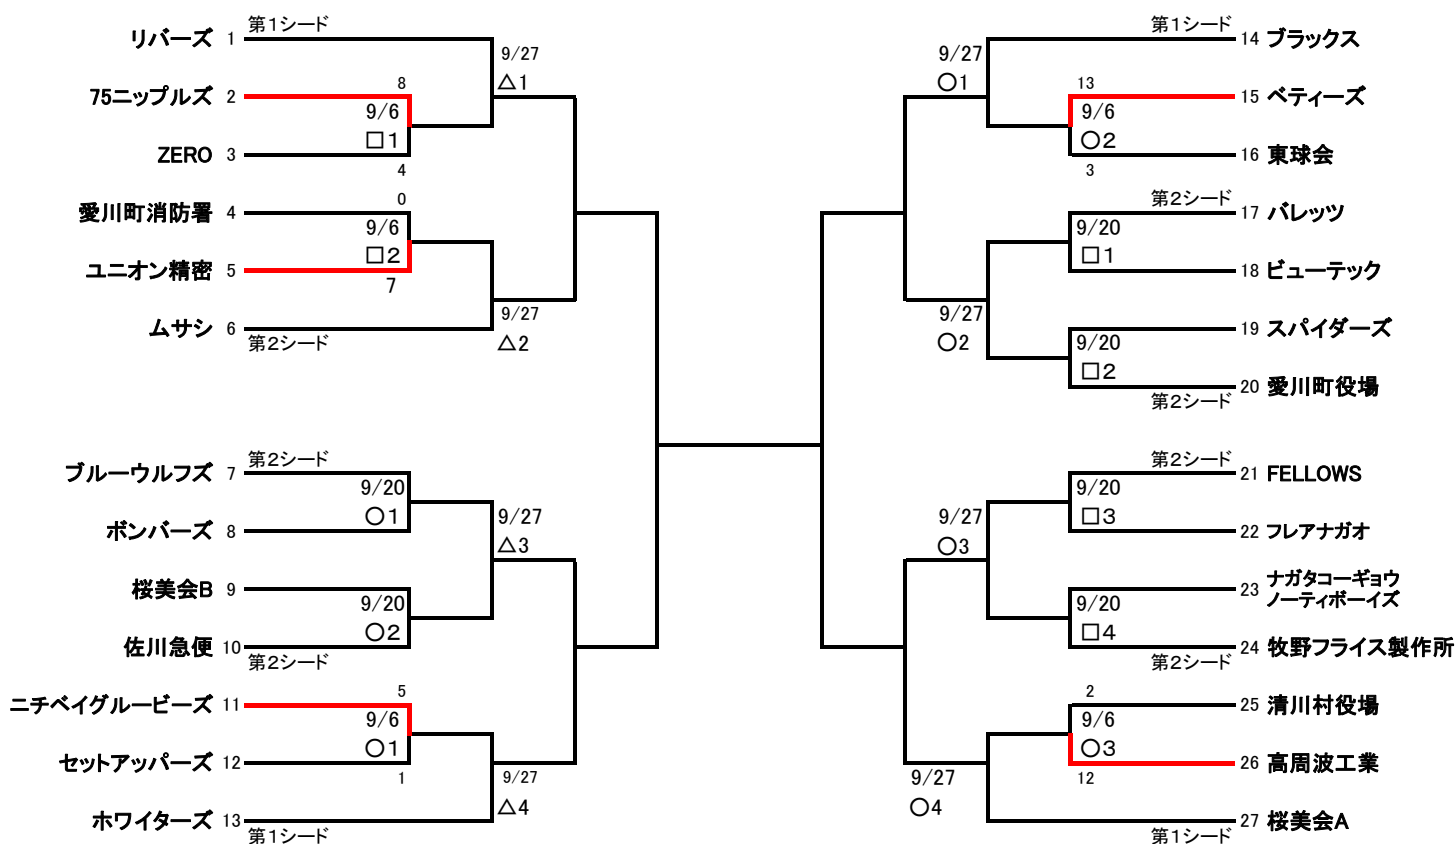 第1シード
リバーズ 1
9/27
△1
8
75ニップルズ 2
9/6
□1
ZERO 3
4
0
愛川町消防署 4
9/6
□2
ユニオン精密 5
7
9/27
ムサシ 6
第2シード
△2
第2シード
ブルーウルフズ 7
9/20
○1
9/27
ボンバーズ 8
△3
桜美会B 9
9/20
○2
佐川急便 10
第2シード
5
ニチベイグルービーズ 11
9/6
○1
セットアッパーズ 12
1
9/27
△4
ホワイターズ 13
第1シード
第1シード
14 ブラックス
9/27
○1
13
15 ベティーズ
9/6
○2
16 東球会
3
第2シード
17 バレッツ
9/20
□1
18 ビューテック
9/27
○2
19 スパイダーズ
9/20
□2
20 愛川町役場
第2シード
第2シード
21 FELLOWS
9/20
□3
9/27
○3
22 フレアナガオ
23 ナガタコーギョウ
ノーティボーイズ
9/20
□4
24 牧野フライス製作所
第2シード
2
25 清川村役場
9/6
○3
26 高周波工業
12
9/27
○4
27 桜美会A
第1シード